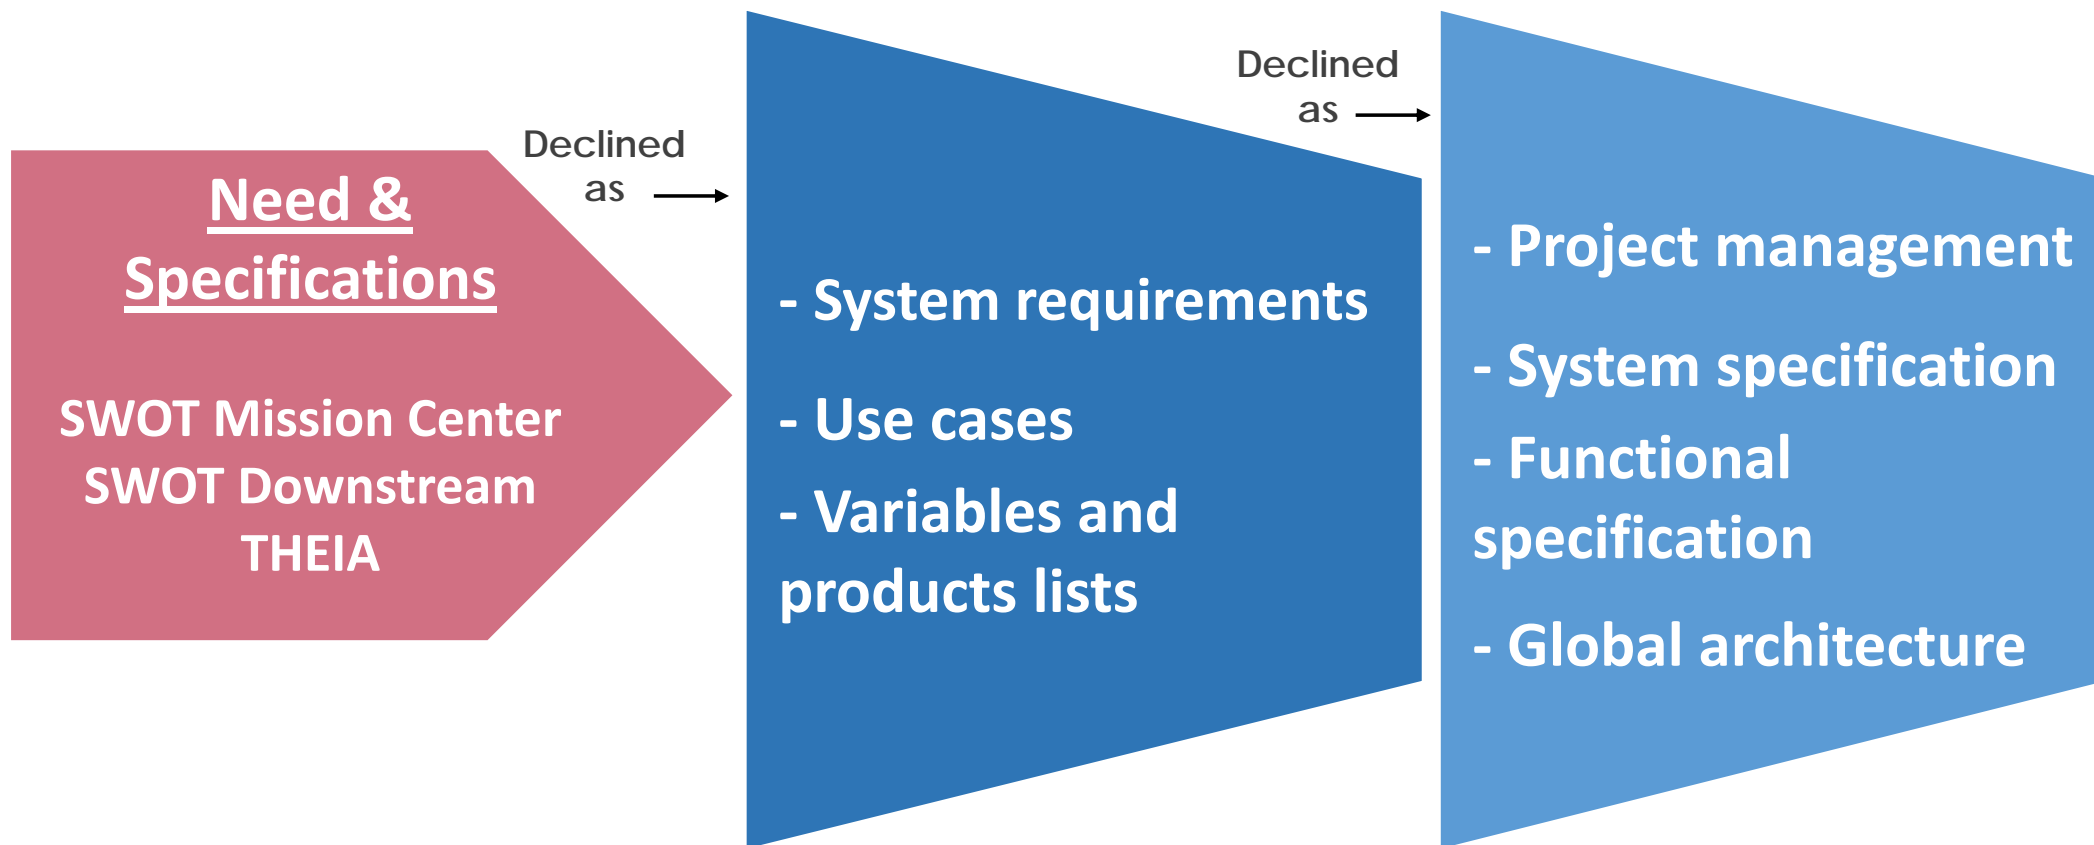 Need &
Specifications
SWOT Mission Center
SWOT Downstream
THEIA
Declined
as
- System requirements
- Use cases
- Variables and
products lists
Declined
as
- Project management
- System specification
- Functional
specification
- Global architecture